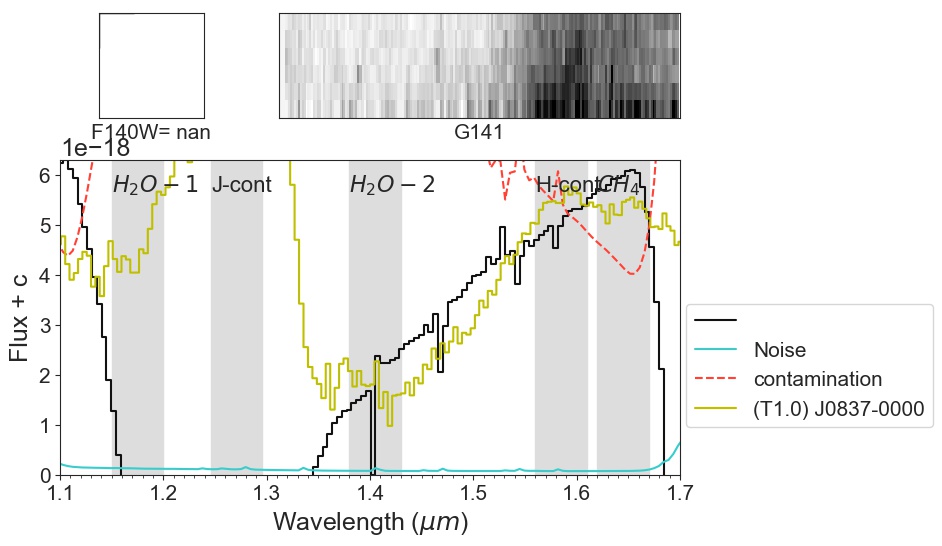 F140W= nan
G141
1e−18
H₂O − 1
J-cont
H₂O − 2
H-cont
CH₄
6
5
4
3
2
1
0
Flux + c
1.1
1.2
1.3
1.4
1.5
1.6
1.7
Wavelength (μm)
Noise
contamination
(T1.0) J0837-0000